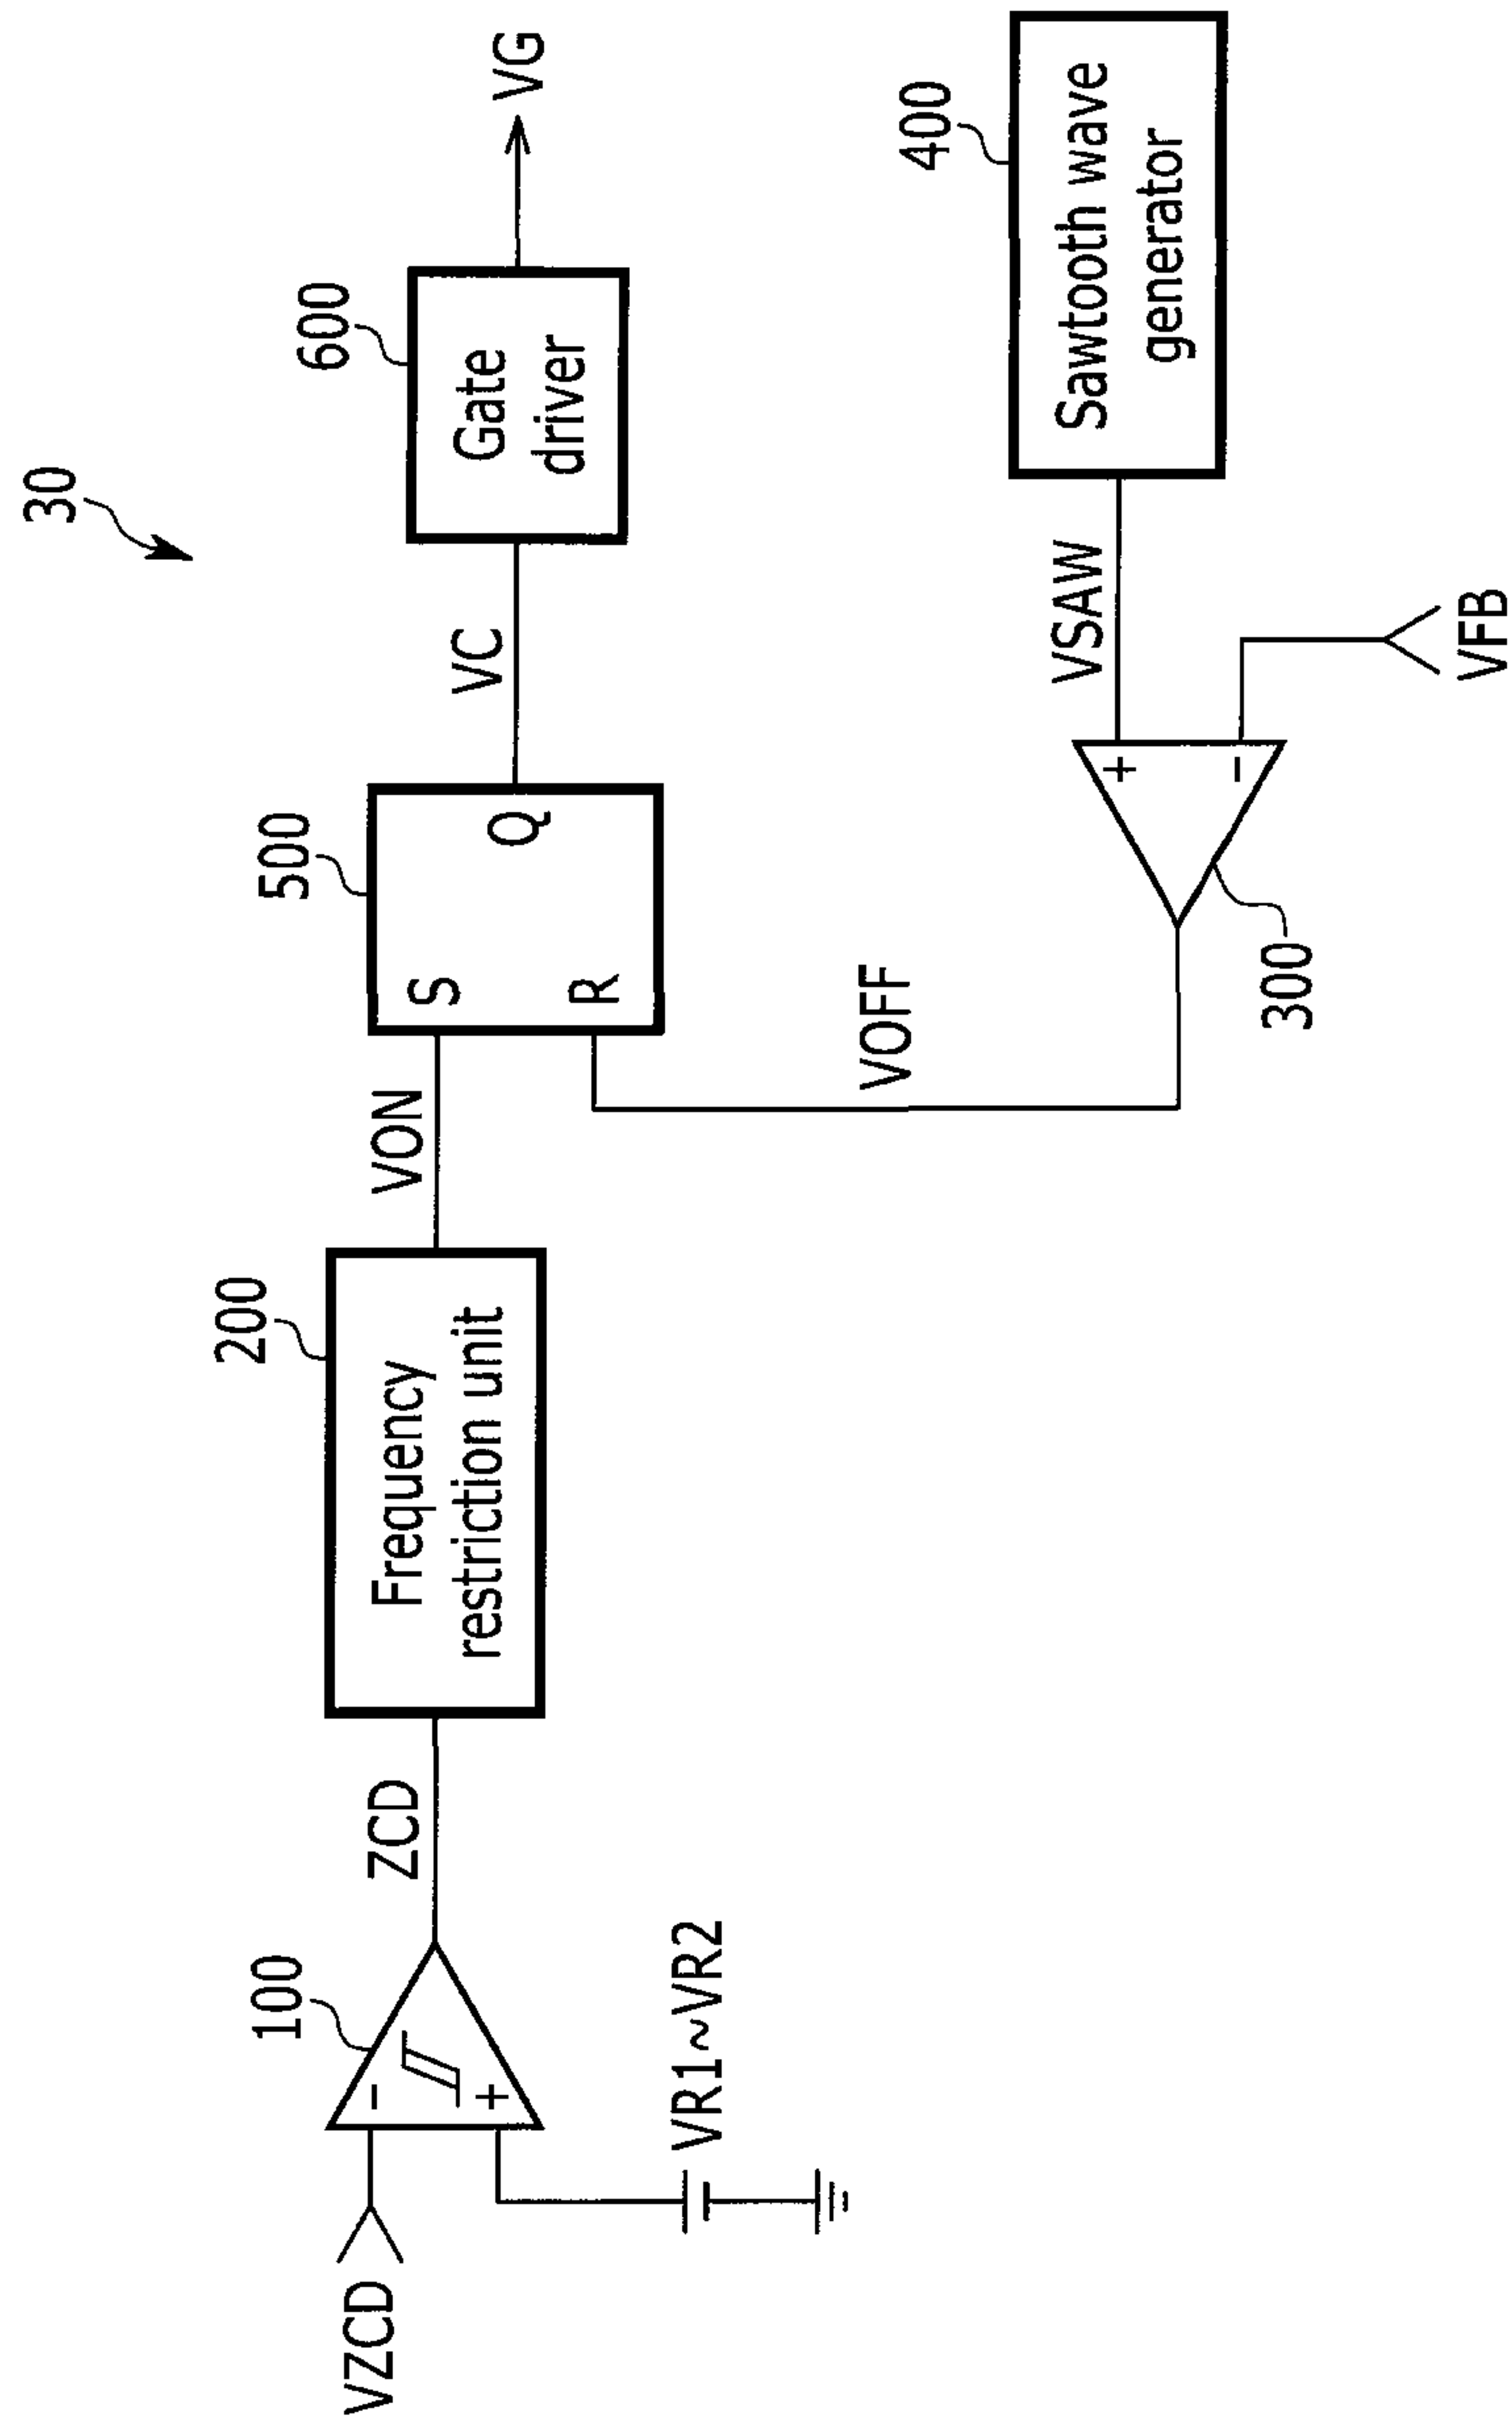 30
VZCD
100
-
+
VR1~VR2
ZCD
200
Frequency
restriction unit
VON
500
S
R
Q
VC
600
Gate
driver
VG
VOFF
300
+
-
VSAW
VFB
400
Sawtooth wave
generator